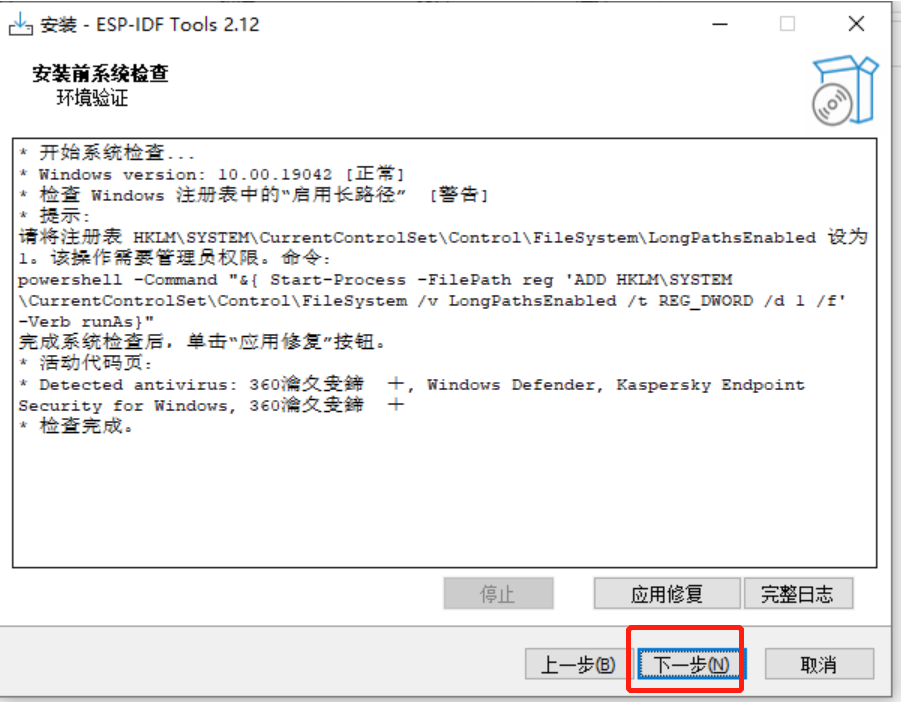 安装 - ESP-IDF Tools 2.12
安装前系统检查
环境验证
* 开始系统检查...
* Windows version: 10.00.19042 [正常]
* 检查 Windows 注册表中的“启用长路径” [警告]
* 提示:
请将注册表 HKLM\SYSTEM\CurrentControlSet\Control\FileSystem\LongPathsEnabled 设为
1。该操作需要管理员权限。命令:
powershell -Command "&{ Start-Process -FilePath reg 'ADD HKLM\SYSTEM
\CurrentControlSet\Control\FileSystem /v LongPathsEnabled /t REG_DWORD /d 1 /f'
-Verb runAs}"
完成系统检查后，单击“应用修复”按钮。
* 活动代码页:
* Detected antivirus: 360瀹夊叏鍗 十, Windows Defender, Kaspersky Endpoint
Security for Windows, 360瀹夊叏鍗 十
* 检查完成。
停止
应用修复
完整日志
上一步(B)
下一步(N)
取消